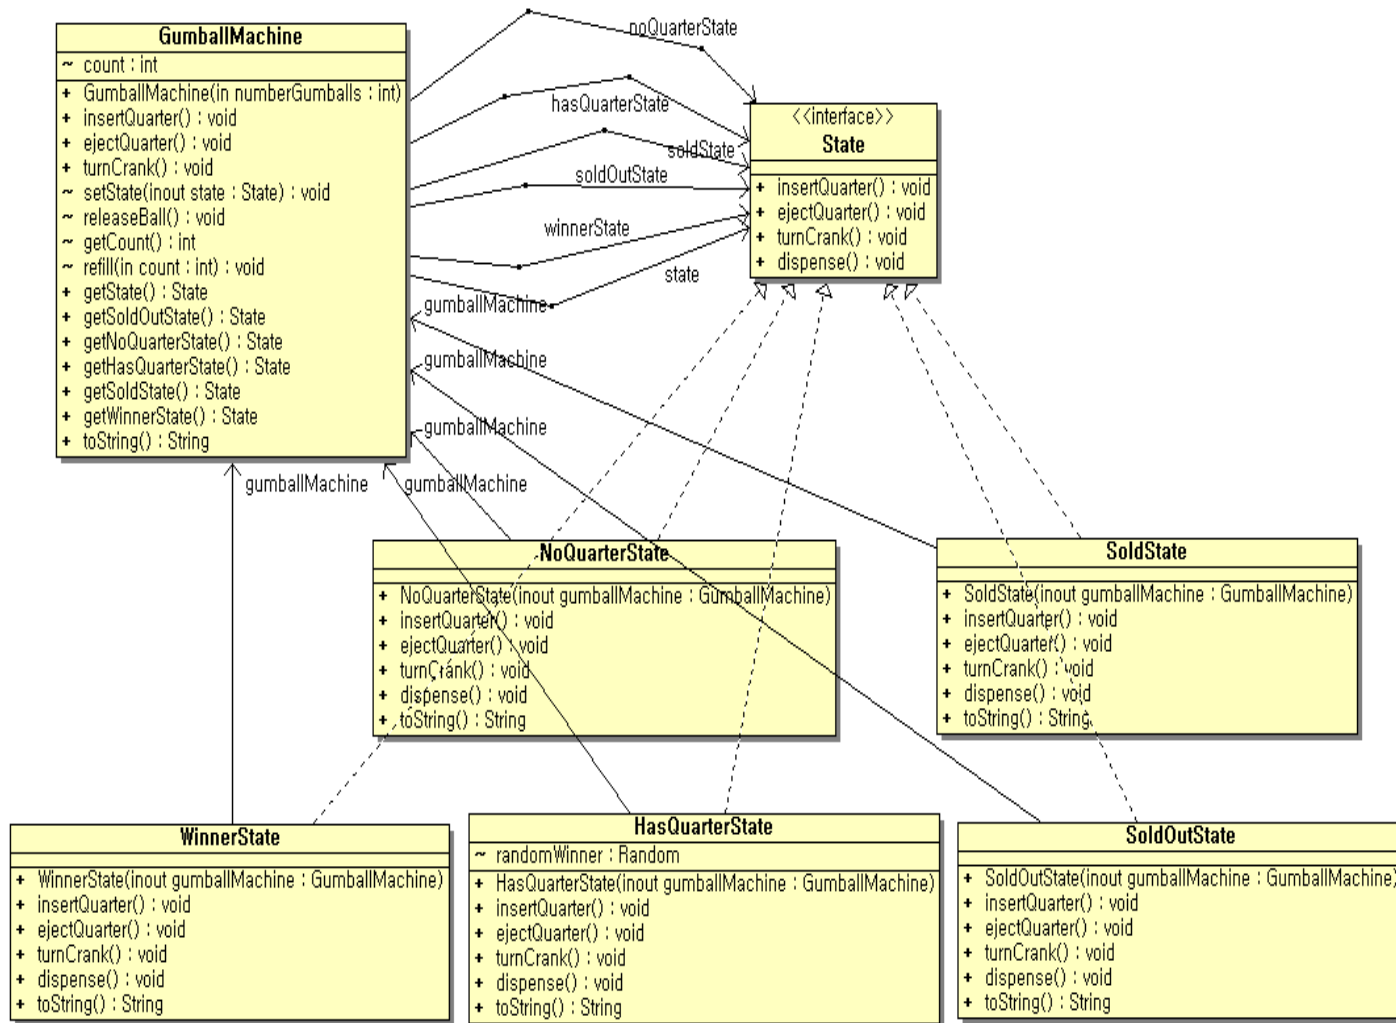 GumballMachine
~ count : int
+ GumballMachine(in numberGumballs : int)
+ insertQuarter() : void
+ ejectQuarter() : void
+ turnCrank() : void
~ setState(inout state : State) : void
~ releaseBall() : void
~ getCount() : int
~ refill(in count : int) : void
+ getState() : State
+ getSoldOutState() : State
+ getNoQuarterState() : State
+ getHasQuarterState() : State
+ getSoldState() : State
+ getWinnerState() : State
+ toString() : String
noQuarterState
hasQuarterState
soldState
soldOutState
winnerState
state
<<interface>>
State
+ insertQuarter() : void
+ ejectQuarter() : void
+ turnCrank() : void
+ dispense() : void
gumballMachine
gumballMachine
gumballMachine
gumballMachine
gumballMachine
NoQuarterState
+ NoQuarterState(inout gumballMachine : GumballMachine)
+ insertQuarter() : void
+ ejectQuarter() : void
+ turnCrank() : void
+ dispense() : void
+ toString() : String
SoldState
+ SoldState(inout gumballMachine : GumballMachine)
+ insertQuarter() : void
+ ejectQuarter() : void
+ turnCrank() : void
+ dispense() : void
+ toString() : String
WinnerState
+ WinnerState(inout gumballMachine : GumballMachine)
+ insertQuarter() : void
+ ejectQuarter() : void
+ turnCrank() : void
+ dispense() : void
+ toString() : String
HasQuarterState
~ randomWinner : Random
+ HasQuarterState(inout gumballMachine : GumballMachine)
+ insertQuarter() : void
+ ejectQuarter() : void
+ turnCrank() : void
+ dispense() : void
+ toString() : String
SoldOutState
+ SoldOutState(inout gumballMachine : GumballMachine)
+ insertQuarter() : void
+ ejectQuarter() : void
+ turnCrank() : void
+ dispense() : void
+ toString() : String